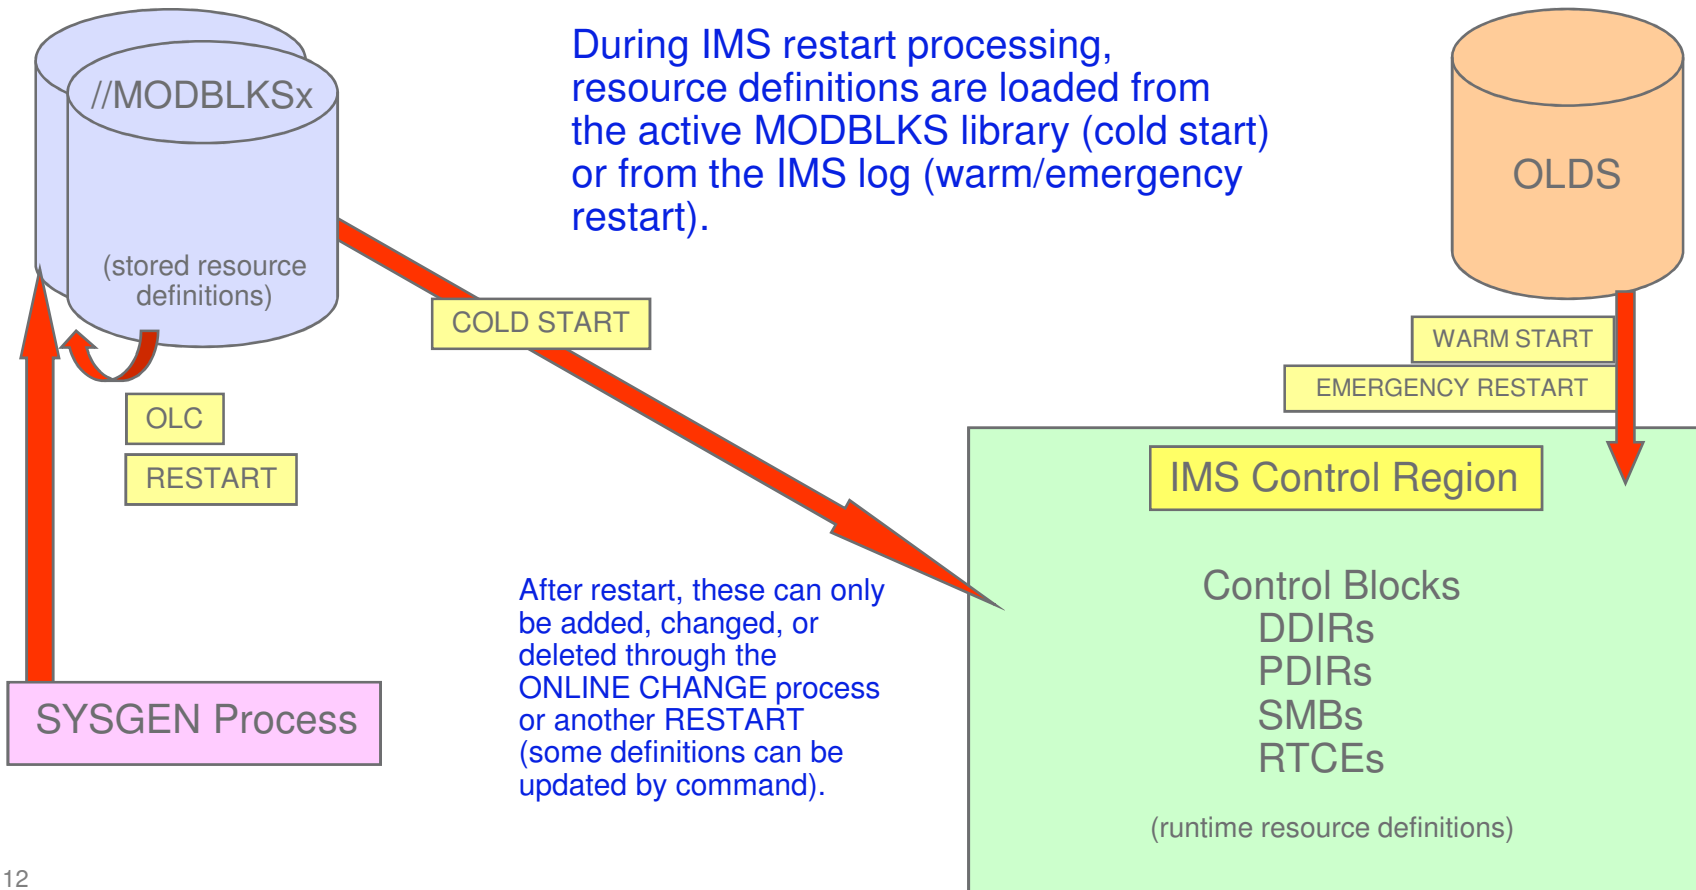 //MODBLKSx
(stored resource
definitions)
During IMS restart processing,
resource definitions are loaded from
the active MODBLKS library (cold start)
or from the IMS log (warm/emergency
restart).
OLDS
COLD START
WARM START
EMERGENCY RESTART
OLC
RESTART
IMS Control Region
After restart, these can only
be added, changed, or
deleted through the
ONLINE CHANGE process
or another RESTART
(some definitions can be
updated by command).
Control Blocks
DDIRs
PDIRs
SMBs
RTCEs
(runtime resource definitions)
SYSGEN Process
12